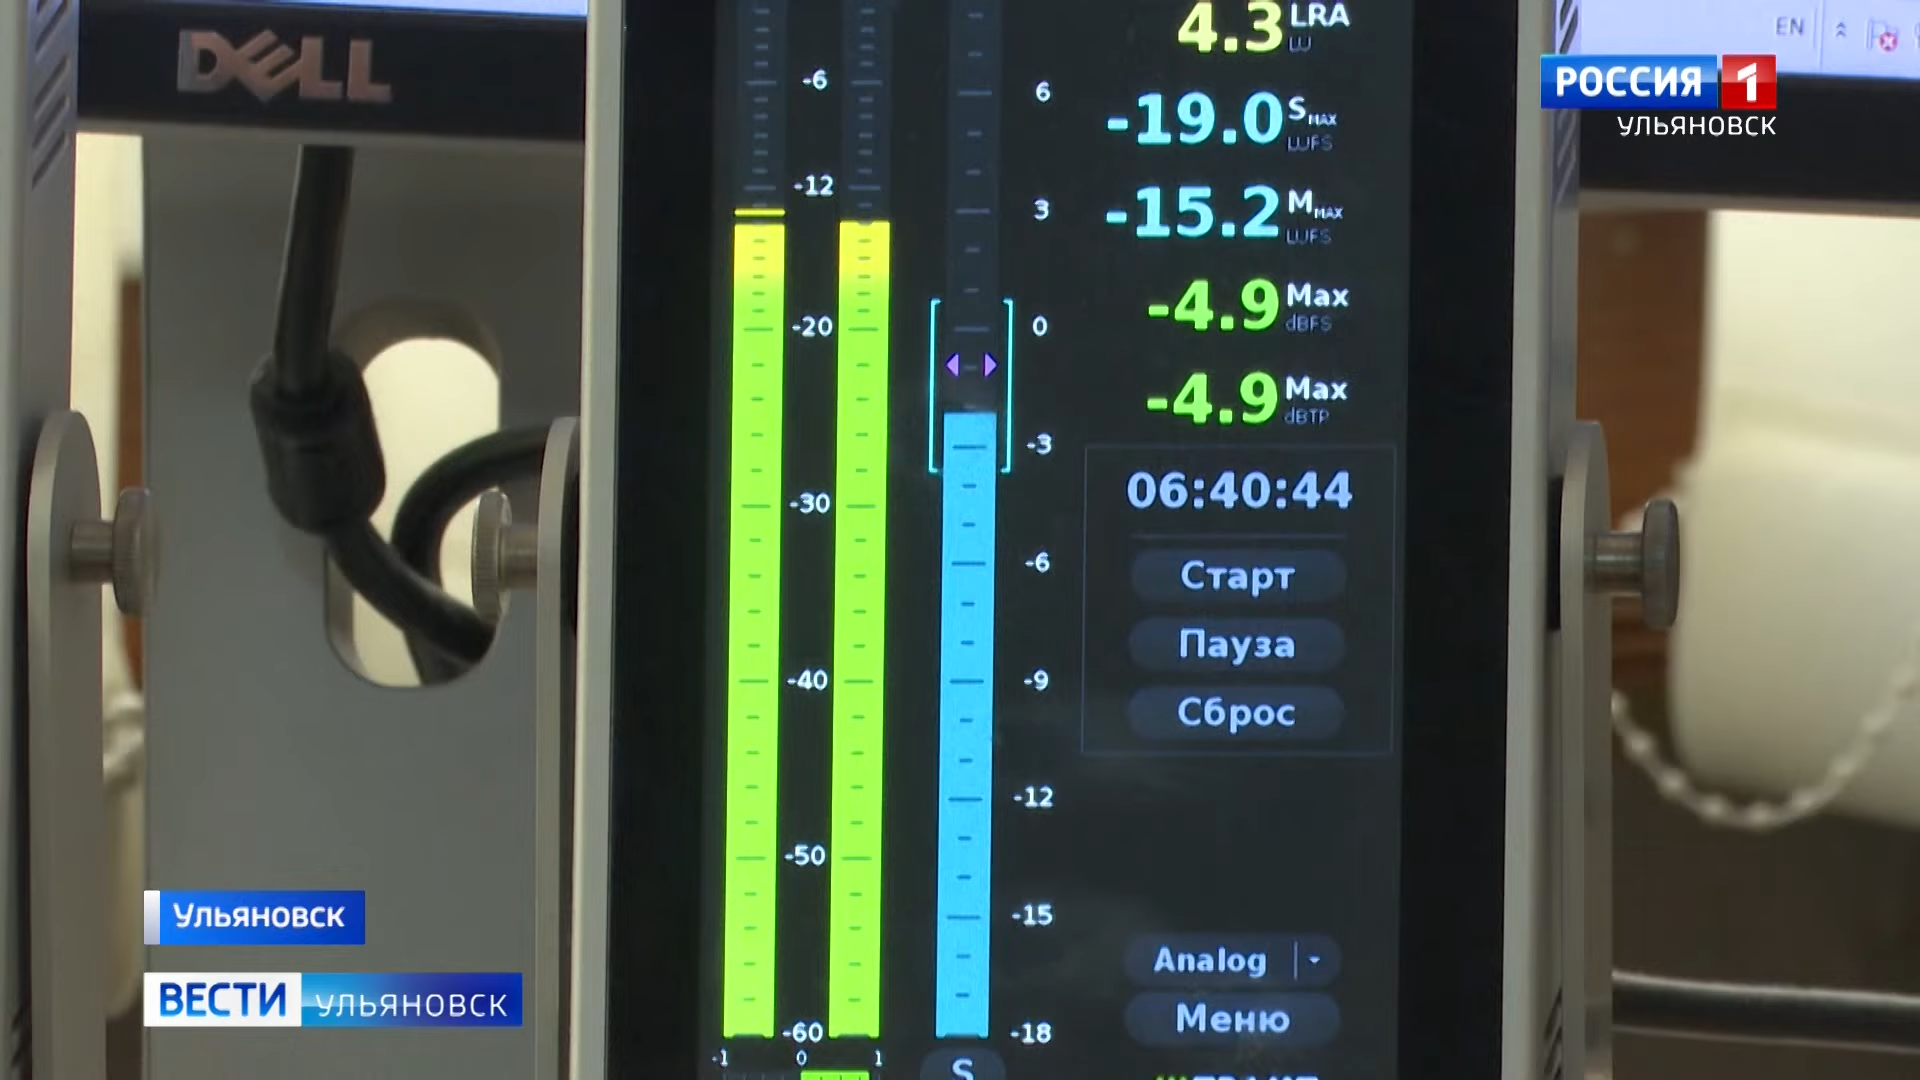 DELL
EN
РОССИЯ 1
УЛЬЯНОВСК
4.3 LRA
LU
-19.0 S MAX
LUFS
-15.2 M MAX
LUFS
-4.9 Max
dBFS
-4.9 Max
dBTP
-6
-12
-20
-30
-40
-50
-60
6
3
0
-3
-6
-9
-12
-15
-18
06:40:44
Старт
Пауза
Сброс
Analog
Меню
-1 0 1
S
Ульяновск
ВЕСТИ УЛЬЯНОВСК